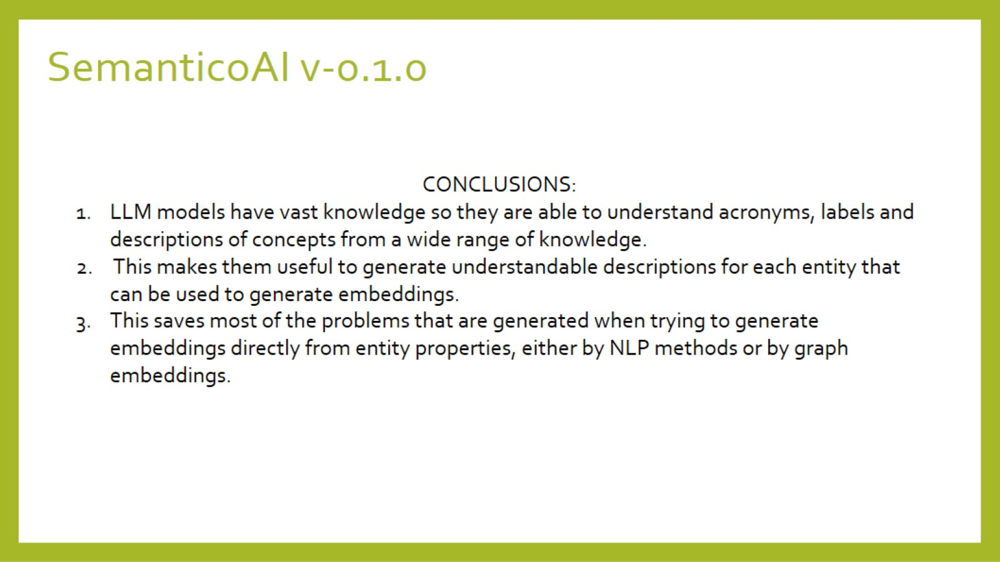 SemanticoAI v-0.1.0
CONCLUSIONS:
1. LLM models have vast knowledge so they are able to understand acronyms, labels and
descriptions of concepts from a wide range of knowledge.
2. This makes them useful to generate understandable descriptions for each entity that
can be used to generate embeddings.
3. This saves most of the problems that are generated when trying to generate
embeddings directly from entity properties, either by NLP methods or by graph
embeddings.